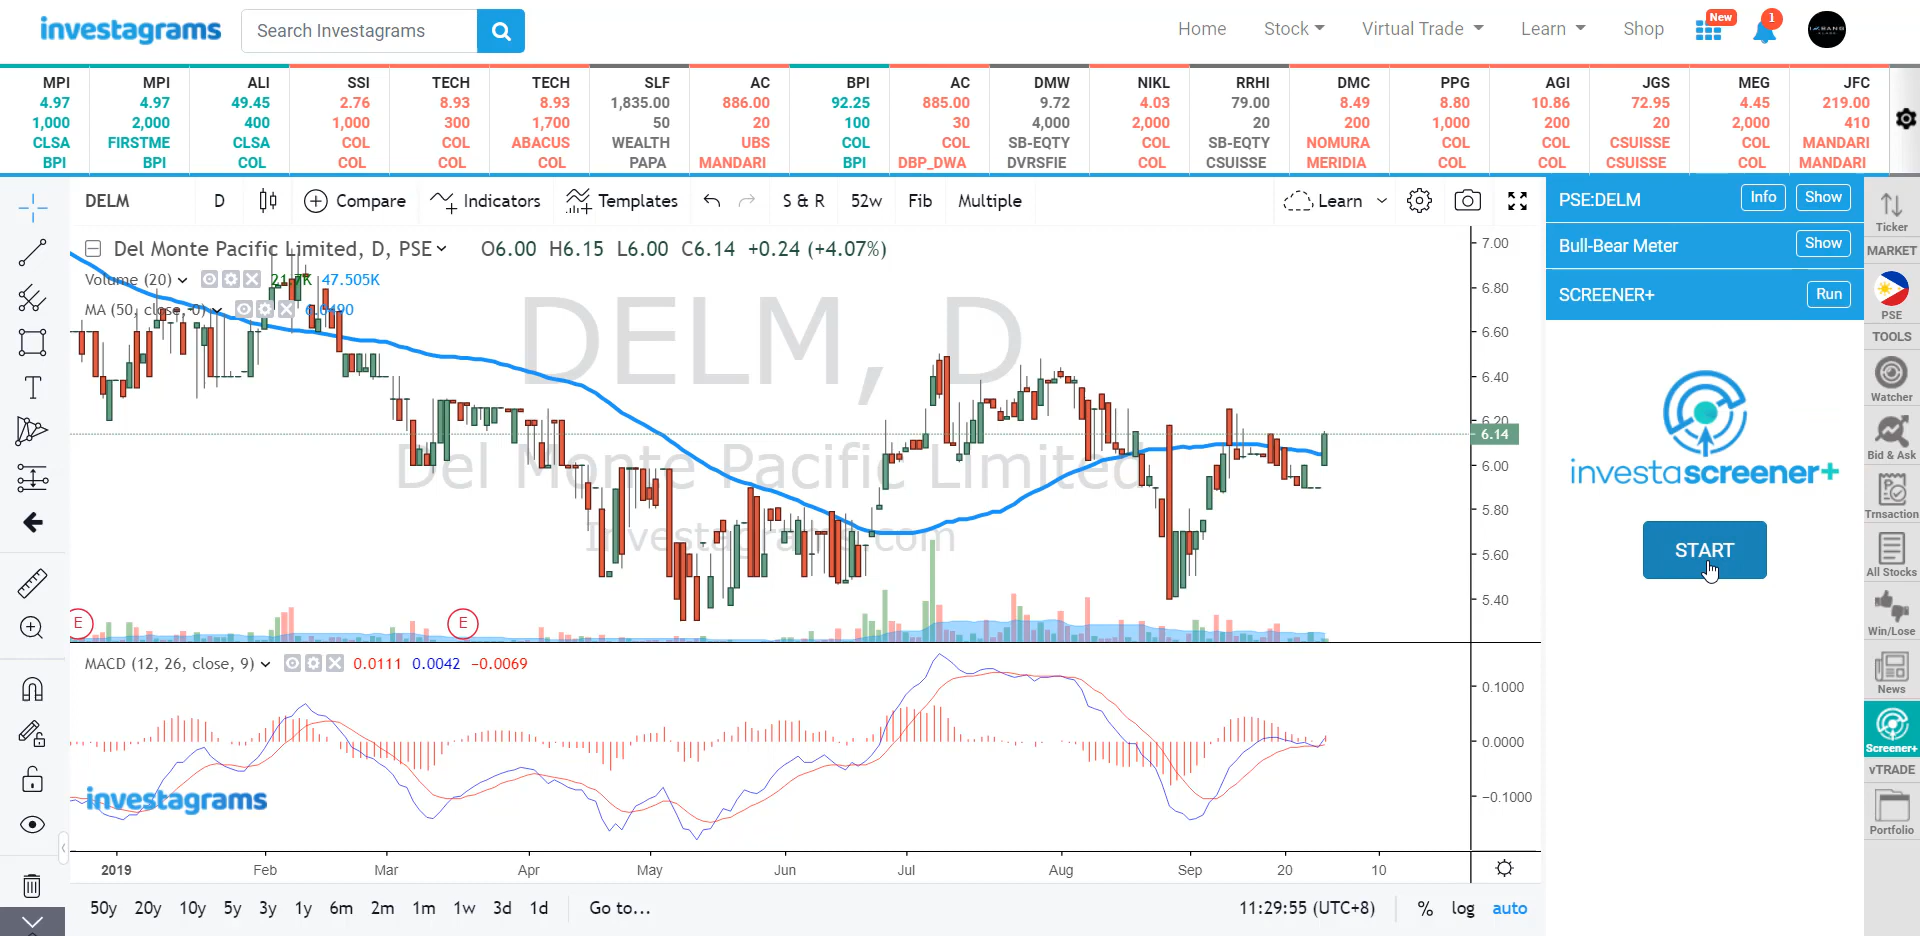 investagrams
Search Investagrams
Home Stock Virtual Trade Learn Shop New 1
MPI MPI ALI SSI TECH TECH SLF AC BPI AC DMW NIKL RRHI DMC PPG AGI JGS MEG JFC
4.97 4.97 49.45 2.76 8.93 8.93 1,835.00 886.00 92.25 885.00 9.72 4.03 79.00 8.49 8.80 10.86 72.95 4.45 219.00
1,000 2,000 400 1,000 300 1,700 50 20 100 30 4,000 2,000 20 200 1,000 200 20 2,000 410
CLSA FIRSTME CLSA COL COL ABACUS WEALTH UBS COL COL SB-EQTY COL SB-EQTY NOMURA COL COL CSUISSE COL MANDARI
BPI BPI COL COL COL COL PAPA MANDARI BPI DBP_DWA DVRSFIE COL CSUISSE MERIDIA COL COL CSUISSE COL MANDARI
DELM D Compare Indicators Templates S & R 52w Fib Multiple Learn
Del Monte Pacific Limited, D, PSE O6.00 H6.15 L6.00 C6.14 +0.24 (+4.07%)
Volume (20) 47.505K
MA (50, close, 0)
DELM, D
Del Monte Pacific Limited
Investagrams.com
7.00
6.80
6.60
6.40
6.20
6.14
6.00
5.80
5.60
5.40
E E
MACD (12, 26, close, 9) 0.0111 0.0042 −0.0069
0.1000
0.0000
−0.1000
investagrams
2019 Feb Mar Apr May Jun Jul Aug Sep 20 10
50y 20y 10y 5y 3y 1y 6m 2m 1m 1w 3d 1d Go to... 11:29:55 (UTC+8) % log auto
PSE:DELM Info Show
Bull-Bear Meter Show
SCREENER+ Run
investascreener+
START
Ticker
MARKET
PSE
TOOLS
Watcher
Bid & Ask
Trnsaction
All Stocks
Win/Lose
News
Screener+
vTRADE
Portfolio